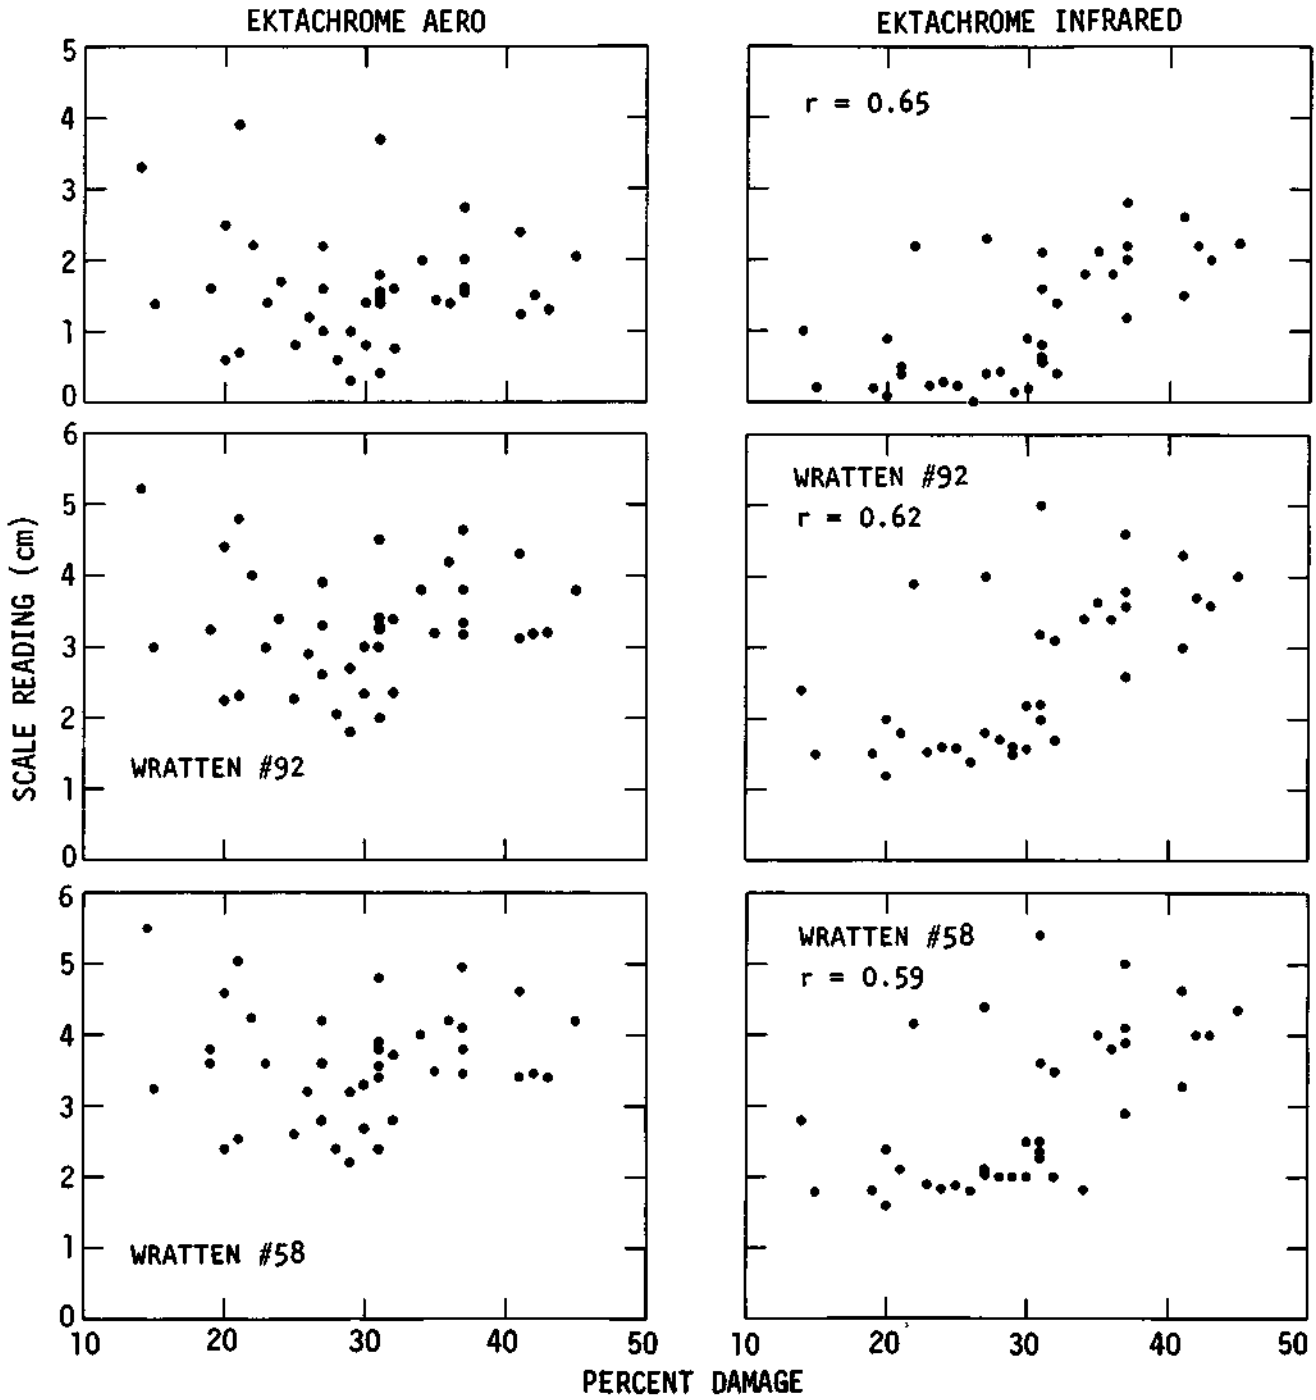 EKTACHROME AERO
EKTACHROME INFRARED
5
4
3
2
1
0
r = 0.65
6
5
4
3
2
1
0
WRATTEN #92
WRATTEN #92
r = 0.62
SCALE READING (cm)
6
5
4
3
2
1
0
WRATTEN #58
WRATTEN #58
r = 0.59
10 20 30 40 50
10 20 30 40 50
PERCENT DAMAGE